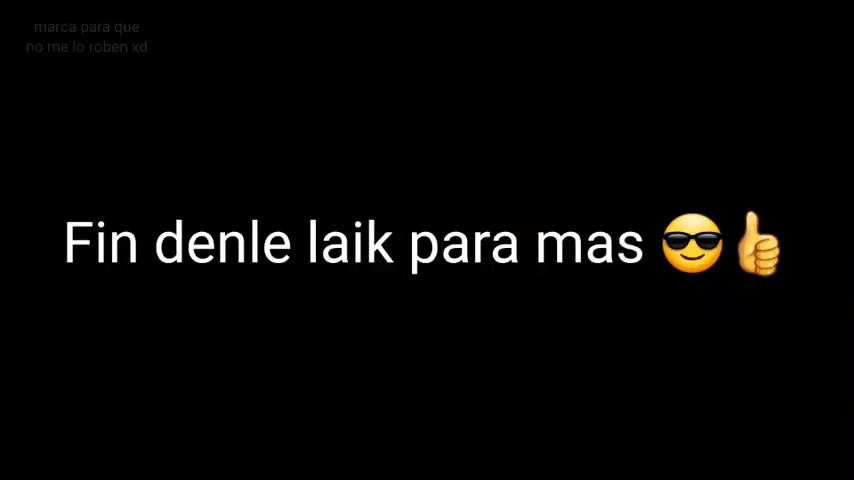 marca para que
no me lo roben xd
Fin denle laik para mas 😎👍